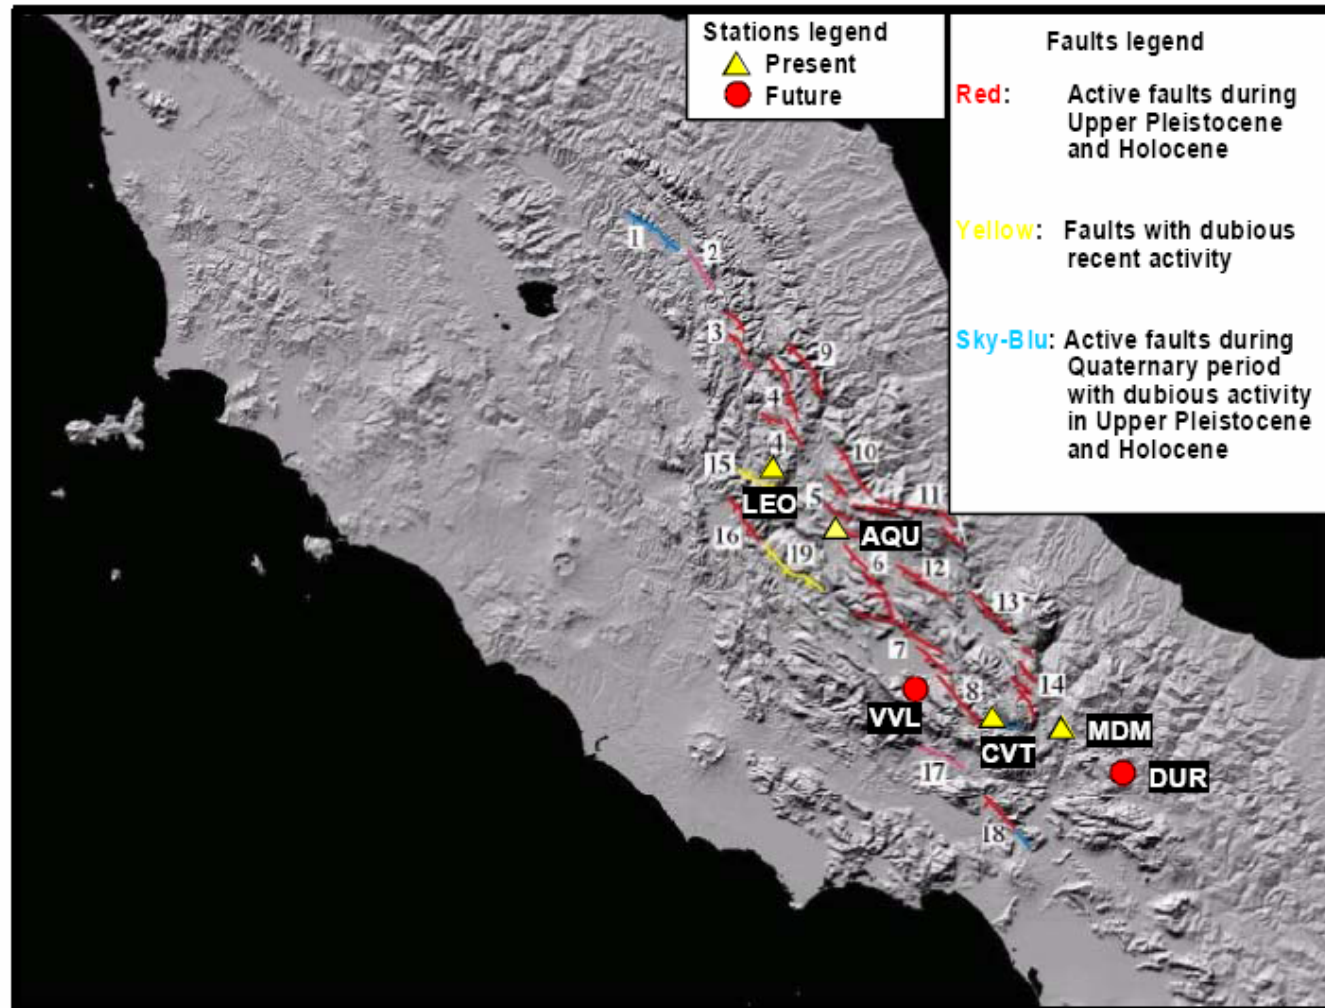 Stations legend
Present
Future
Faults legend
Red: Active faults during
Upper Pleistocene
and Holocene
Yellow: Faults with dubious
recent activity
Sky-Blu: Active faults during
Quaternary period
with dubious activity
in Upper Pleistocene
and Holocene
1
2
3
9
4
4
10
15
LEO
5
11
AQU
16
19
6
12
13
7
8
14
VVL
CVT
MDM
17
DUR
18